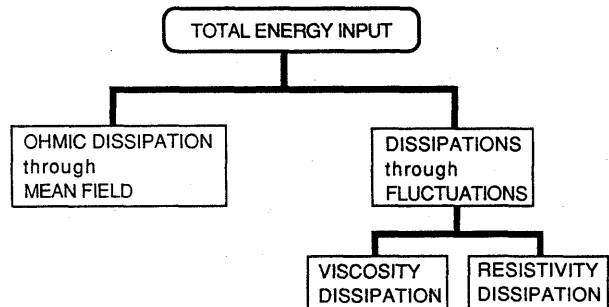 TOTAL ENERGY INPUT
OHMIC DISSIPATION
through
MEAN FIELD
DISSIPATIONS
through
FLUCTUATIONS
VISCOSITY
DISSIPATION
RESISTIVITY
DISSIPATION